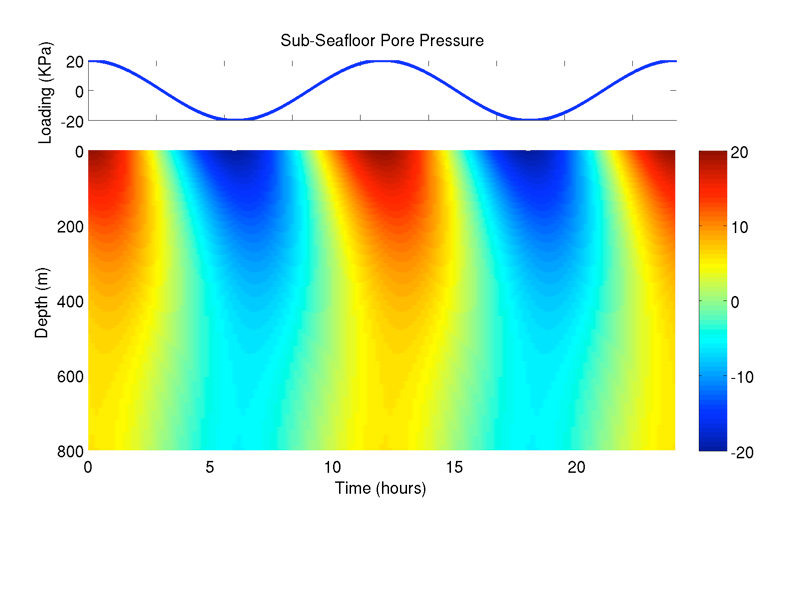 Sub-Seafloor Pore Pressure
Loading (KPa)
20
0
-20
Depth (m)
0
200
400
600
800
0 5 10 15 20
Time (hours)
20
10
0
-10
-20